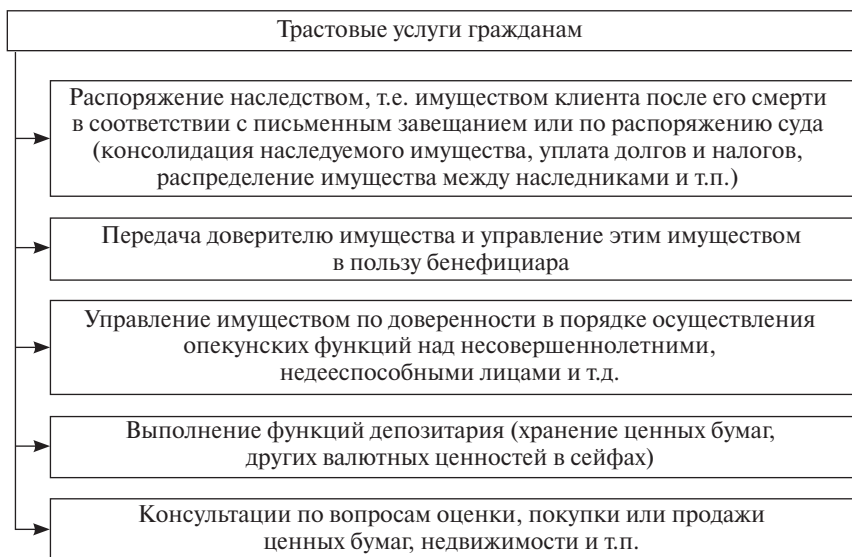 Трастовые услуги гражданам
Распоряжение наследством, т.е. имуществом клиента после его смерти
в соответствии с письменным завещанием или по распоряжению суда
(консолидация наследуемого имущества, уплата долгов и налогов,
распределение имущества между наследниками и т.п.)
Передача доверителю имущества и управление этим имуществом
в пользу бенефициара
Управление имуществом по доверенности в порядке осуществления
опекунских функций над несовершеннолетними,
недееспособными лицами и т.д.
Выполнение функций депозитария (хранение ценных бумаг,
других валютных ценностей в сейфах)
Консультации по вопросам оценки, покупки или продажи
ценных бумаг, недвижимости и т.п.